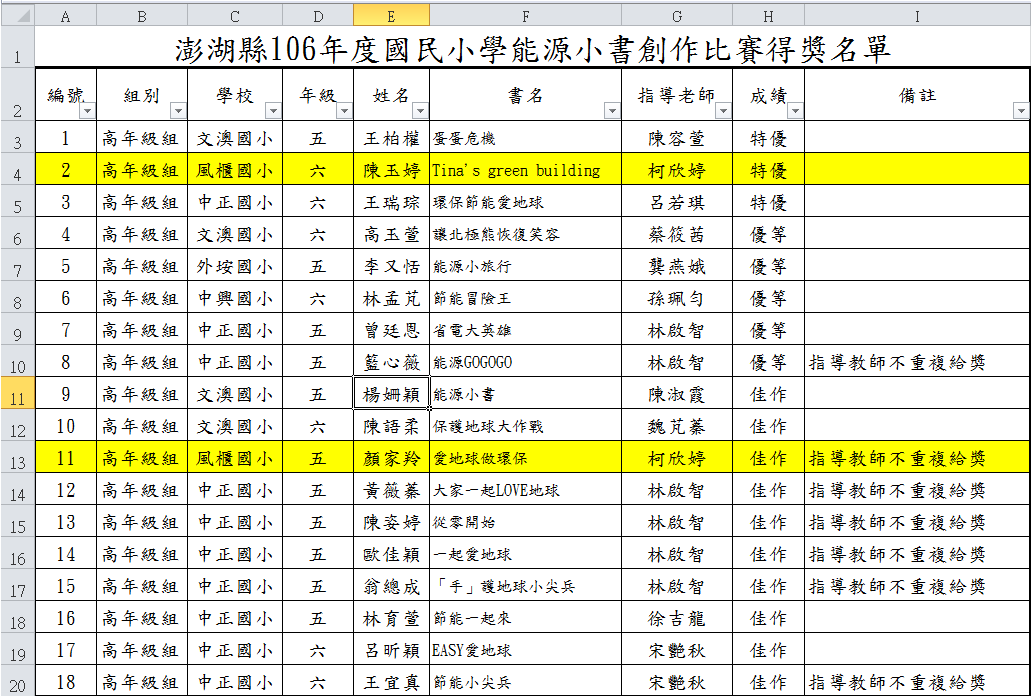 A B C D E F G H I
1 澎湖縣106年度國民小學能源小書創作比賽得獎名單
2 編號 組別 學校 年級 姓名 書名 指導老師 成績 備註
3 1 高年級組 文澳國小 五 王柏權 蛋蛋危機 陳容萱 特優
4 2 高年級組 風櫃國小 六 陳玉婷 Tina's green building 柯欣婷 特優
5 3 高年級組 中正國小 六 王瑞琮 環保節能愛地球 呂若琪 特優
6 4 高年級組 文澳國小 六 高玉萱 讓北極熊恢復笑容 蔡筱茜 優等
7 5 高年級組 外垵國小 五 李又恬 能源小旅行 龔燕娥 優等
8 6 高年級組 中興國小 六 林孟芃 節能冒險王 孫珮勻 優等
9 7 高年級組 中正國小 五 曾廷恩 省電大英雄 林啟智 優等
10 8 高年級組 中正國小 五 籃心薇 能源GOGOGO 林啟智 優等 指導教師不重複給獎
11 9 高年級組 文澳國小 五 楊姍穎 能源小書 陳淑霞 佳作
12 10 高年級組 文澳國小 六 陳語柔 保護地球大作戰 魏芃蓁 佳作
13 11 高年級組 風櫃國小 五 顏家羚 愛地球做環保 柯欣婷 佳作 指導教師不重複給獎
14 12 高年級組 中正國小 五 黃薇蓁 大家一起LOVE地球 林啟智 佳作 指導教師不重複給獎
15 13 高年級組 中正國小 五 陳姿婷 從零開始 林啟智 佳作 指導教師不重複給獎
16 14 高年級組 中正國小 五 歐佳穎 一起愛地球 林啟智 佳作 指導教師不重複給獎
17 15 高年級組 中正國小 五 翁總成 「手」護地球小尖兵 林啟智 佳作 指導教師不重複給獎
18 16 高年級組 中正國小 五 林育萱 節能一起來 徐吉龍 佳作
19 17 高年級組 中正國小 六 呂昕穎 EASY愛地球 宋艷秋 佳作
20 18 高年級組 中正國小 六 王宜真 節能小尖兵 宋艷秋 佳作 指導教師不重複給獎